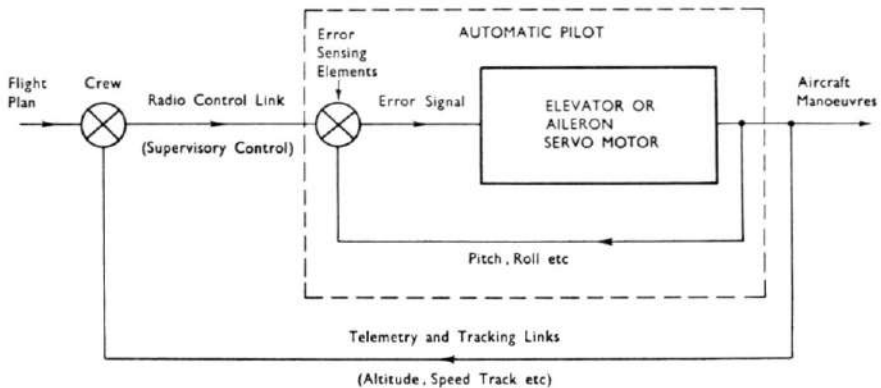 AUTOMATIC PILOT
Error
Sensing
Elements
Flight
Plan
Crew
Radio Control Link
(Supervisory Control)
Error Signal
ELEVATOR OR
AILERON
SERVO MOTOR
Aircraft
Manoeuvres
Pitch, Roll etc
Telemetry and Tracking Links
(Altitude, Speed Track etc)